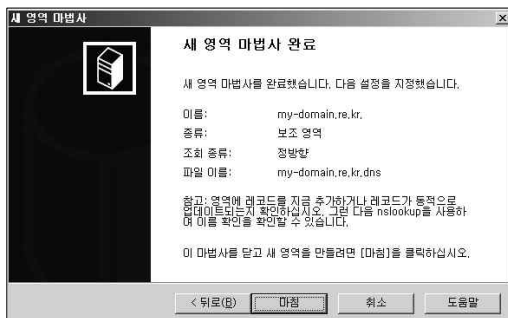 새 영역 마법사
새 영역 마법사 완료
새 영역 마법사를 완료했습니다. 다음 설정을 지정했습니다.
이름: my-domain.re.kr.
종류: 보조 영역
조회 종류: 정방향
파일 이름: my-domain.re.kr.dns
참고: 영역에 레코드를 지금 추가하거나 레코드가 동적으로
업데이트되는지 확인하십시오. 그런 다음 nslookup을 사용하
여 이름 확인을 확인할 수 있습니다.
이 마법사를 닫고 새 영역을 만들려면 [마침]을 클릭하십시오.
< 뒤로(B) 마침 취소 도움말